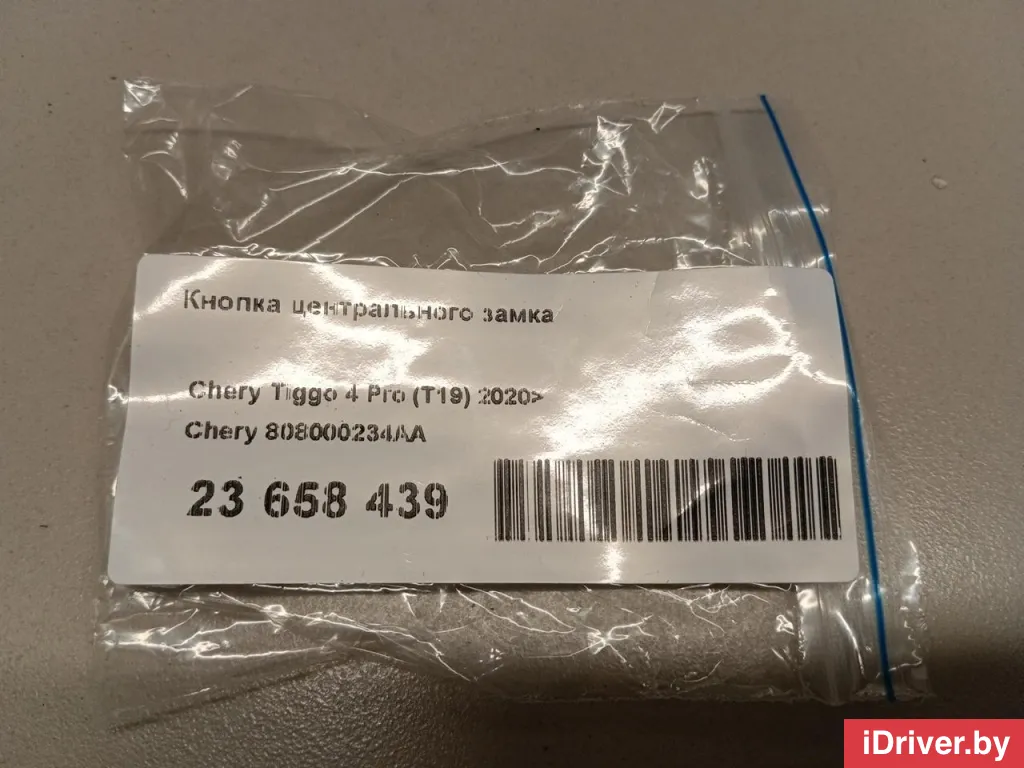 Кнопка центрального замка
Chery Tiggo 4 Pro (T19) 2020>
Chery 808000234AA
23 658 439
iDriver.by